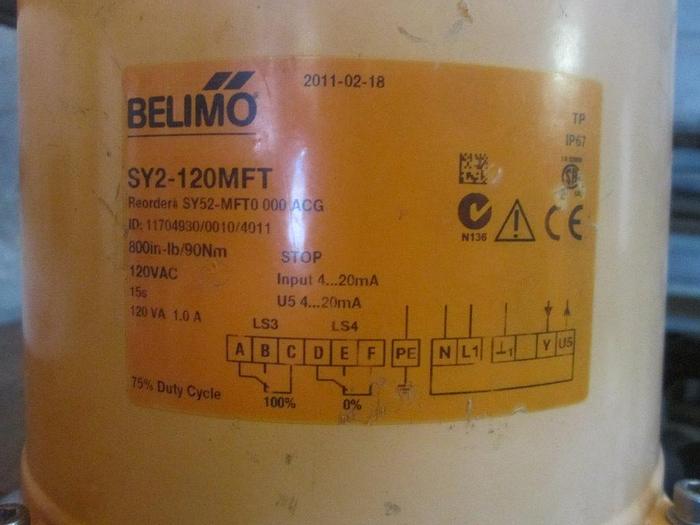 2011-02-18
BELIMO
TP
IP67
SY2-120MFT
Reorder# SY52-MFT0 000 ACG
ID: 11704930/0010/4011
N136
800in-lb/90Nm
STOP
120VAC
Input 4...20mA
15s
U5 4...20mA
120 VA 1.0 A
LS3 LS4
A B C D E F PE N L1 ⊥1 Y U5
75% Duty Cycle
100% 0%